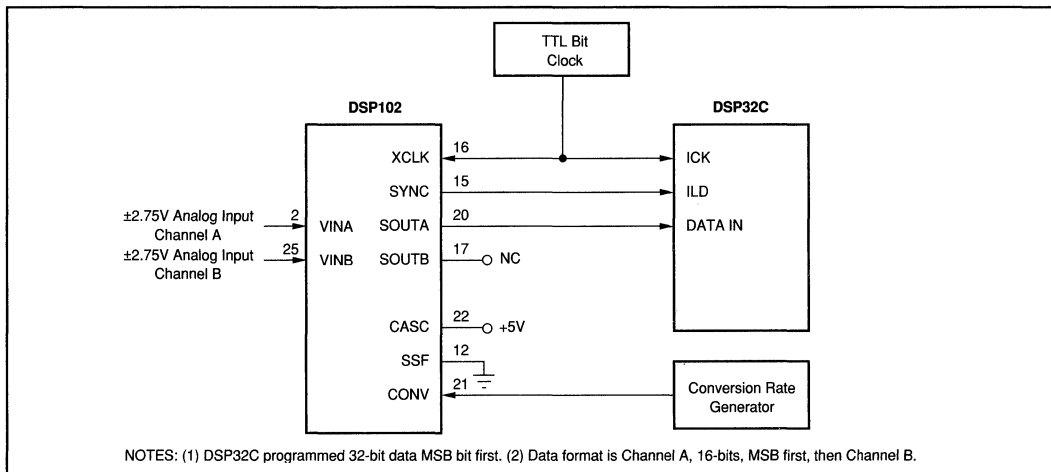 TTL Bit
Clock
DSP102
DSP32C
XCLK
16
ICK
SYNC
15
ILD
±2.75V Analog Input
Channel A
2
VINA
SOUTA
20
DATA IN
±2.75V Analog Input
Channel B
25
VINB
SOUTB
17
NC
CASC
22
+5V
SSF
12
CONV
21
Conversion Rate
Generator
NOTES: (1) DSP32C programmed 32-bit data MSB bit first. (2) Data format is Channel A, 16-bits, MSB first, then Channel B.